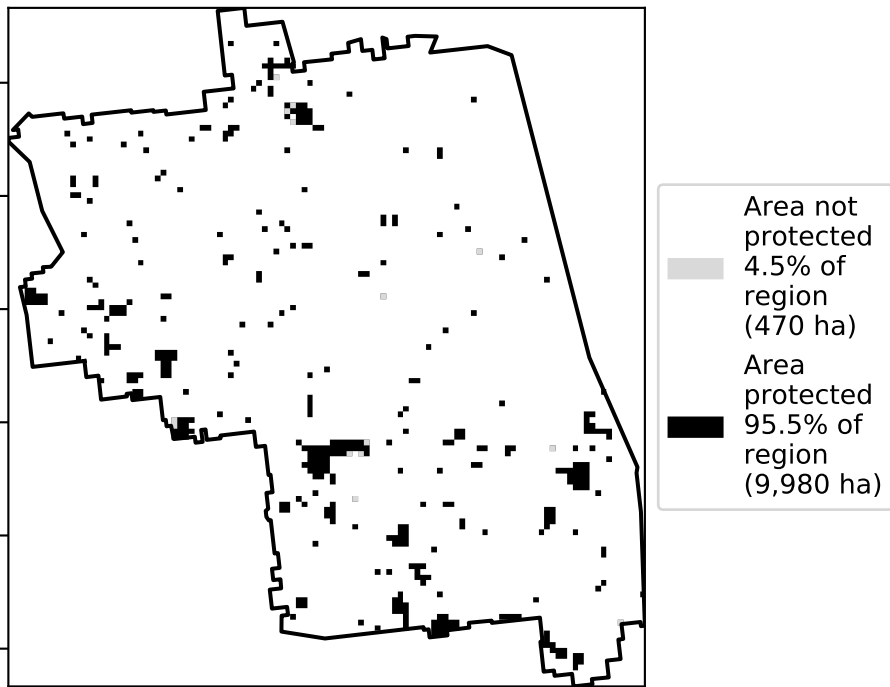 Area not
protected
4.5% of
region
(470 ha)
Area
protected
95.5% of
region
(9,980 ha)